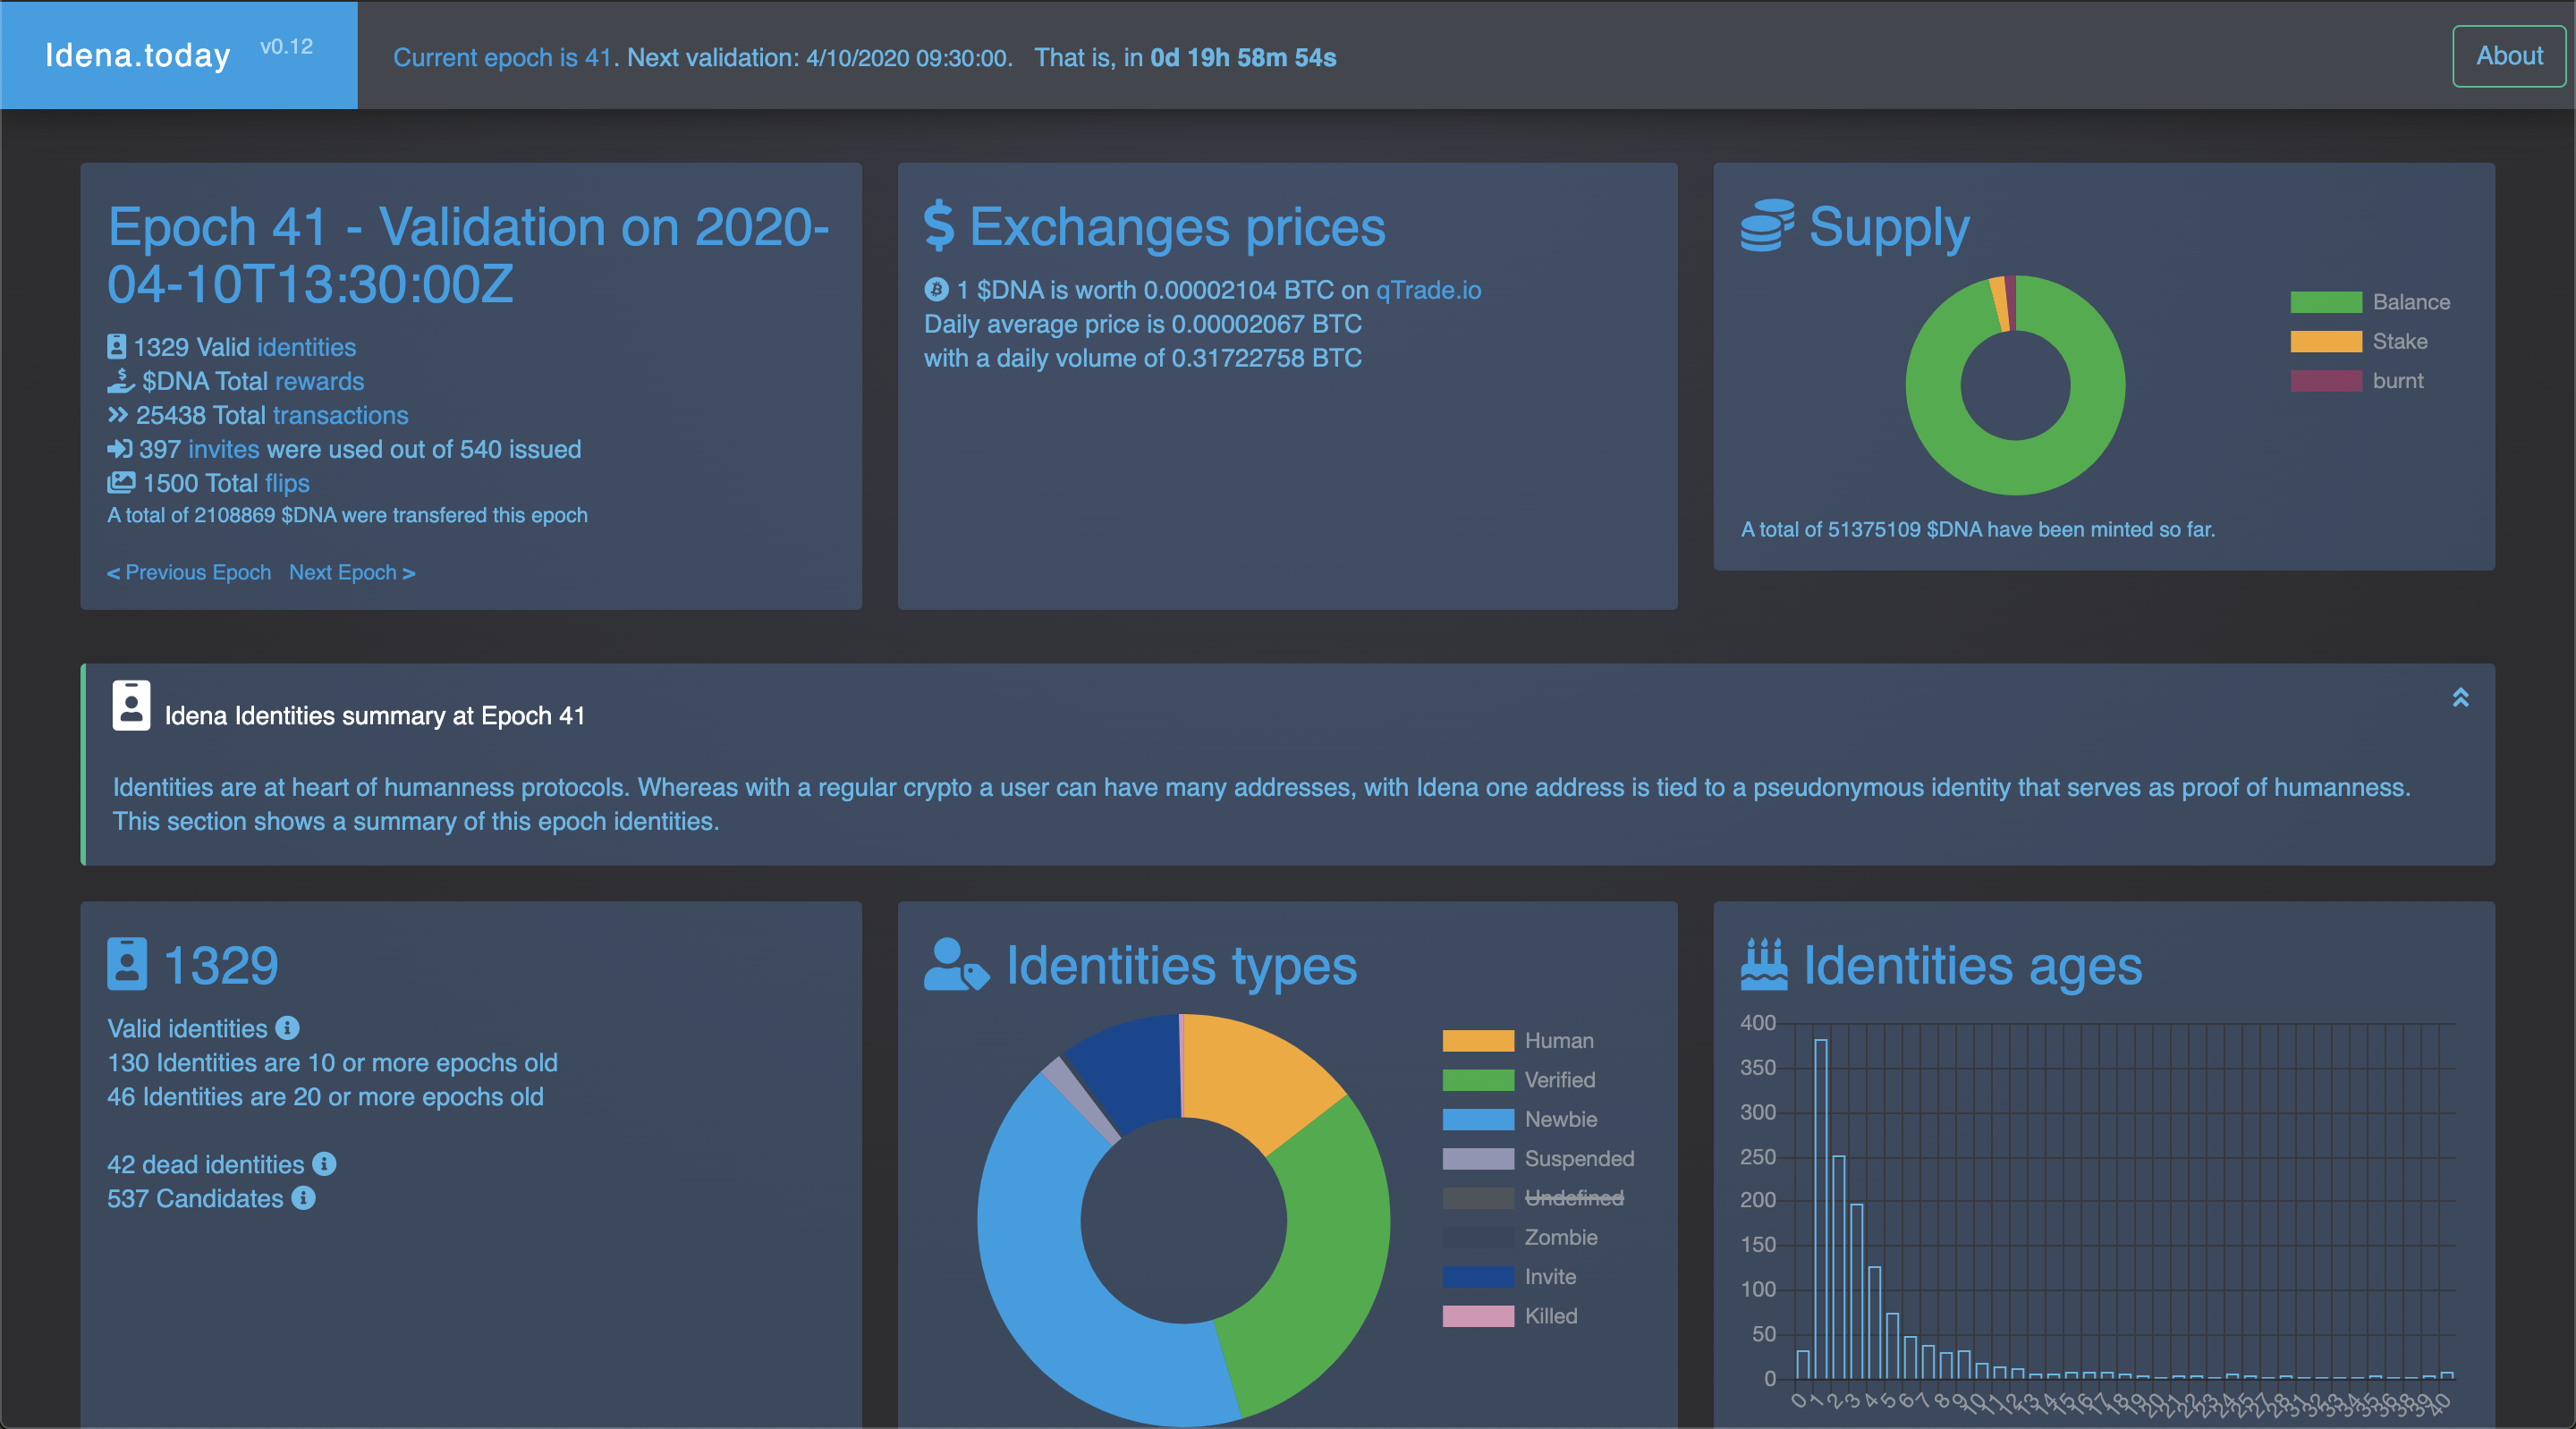 Idena.today v0.12
Current epoch is 41. Next validation: 4/10/2020 09:30:00. That is, in 0d 19h 58m 54s
About
Epoch 41 - Validation on 2020-
04-10T13:30:00Z
1329 Valid identities
$DNA Total rewards
25438 Total transactions
397 invites were used out of 540 issued
1500 Total flips
A total of 2108869 $DNA were transfered this epoch
< Previous Epoch Next Epoch >
Exchanges prices
1 $DNA is worth 0.00002104 BTC on qTrade.io
Daily average price is 0.00002067 BTC
with a daily volume of 0.31722758 BTC
Supply
Balance
Stake
burnt
A total of 51375109 $DNA have been minted so far.
Idena Identities summary at Epoch 41
Identities are at heart of humanness protocols. Whereas with a regular crypto a user can have many addresses, with Idena one address is tied to a pseudonymous identity that serves as proof of humanness.
This section shows a summary of this epoch identities.
1329
Valid identities
130 Identities are 10 or more epochs old
46 Identities are 20 or more epochs old
42 dead identities
537 Candidates
Identities types
Human
Verified
Newbie
Suspended
Undefined
Zombie
Invite
Killed
Identities ages
400
350
300
250
200
150
100
50
0
0 1 2 3 4 5 6 7 8 9 10 11 12 13 14 15 16 17 18 19 20 21 22 23 24 25 27 28 31 32 33 34 35 36 38 39 40